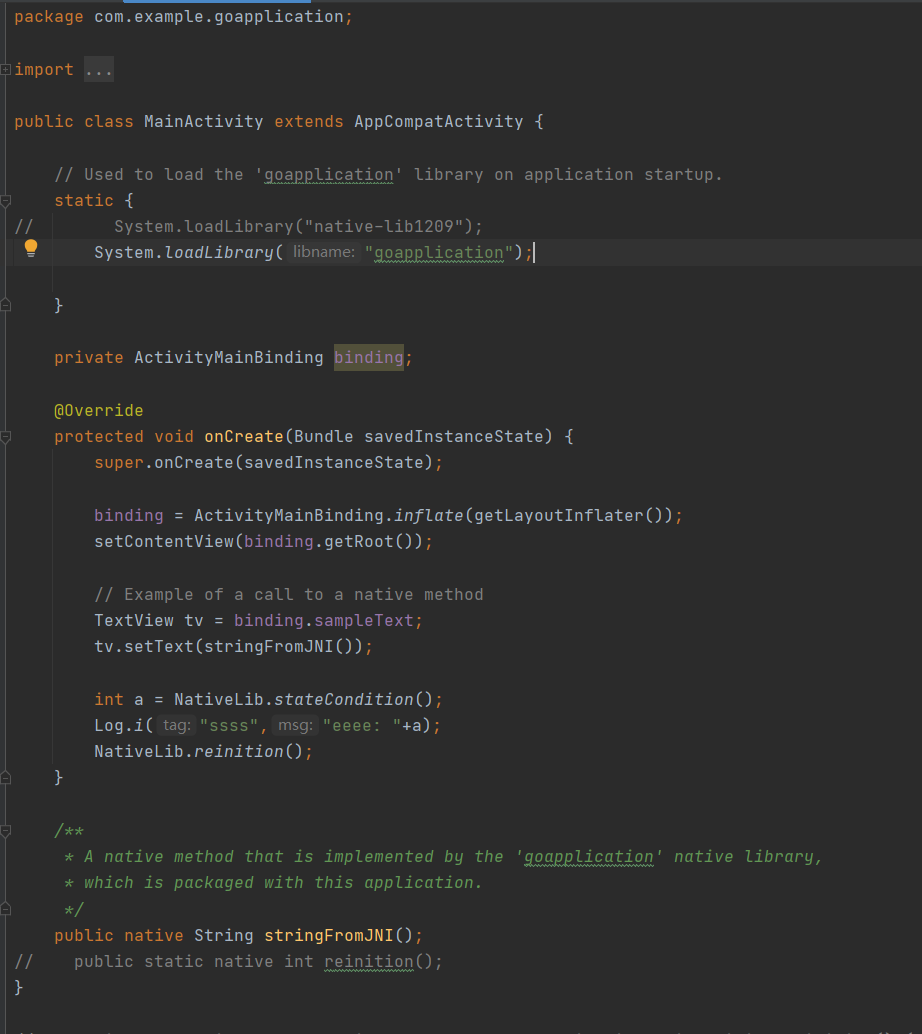 package com.example.goapplication;
import ...
public class MainActivity extends AppCompatActivity {
// Used to load the 'goapplication' library on application startup.
static {
// System.loadLibrary("native-lib1209");
System.loadLibrary( libname: "goapplication");
}
private ActivityMainBinding binding;
@Override
protected void onCreate(Bundle savedInstanceState) {
super.onCreate(savedInstanceState);
binding = ActivityMainBinding.inflate(getLayoutInflater());
setContentView(binding.getRoot());
// Example of a call to a native method
TextView tv = binding.sampleText;
tv.setText(stringFromJNI());
int a = NativeLib.stateCondition();
Log.i( tag: "ssss", msg: "eeee: "+a);
NativeLib.reinition();
}
/**
* A native method that is implemented by the 'goapplication' native library,
* which is packaged with this application.
*/
public native String stringFromJNI();
// public static native int reinition();
}